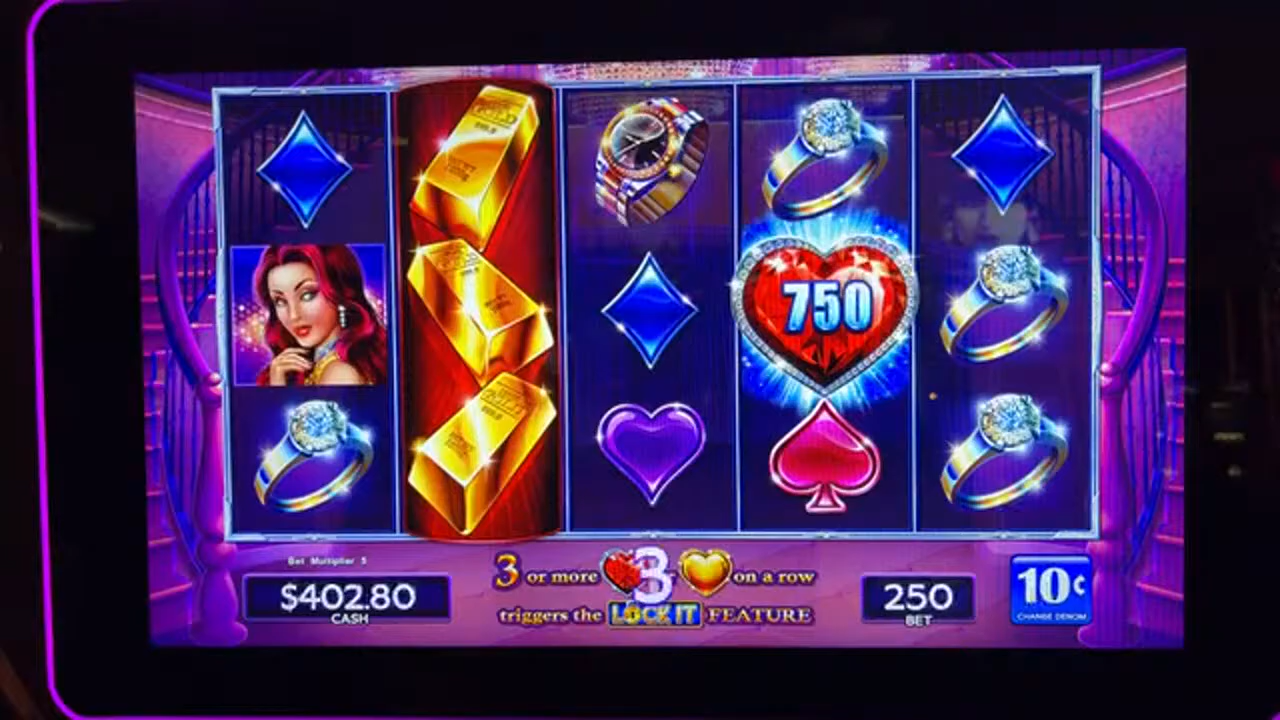 GOLD
750
Bet Multiplier 5
$402.80
CASH
3 or more 3 on a row
triggers the LOCK IT FEATURE
250
BET
10¢
CHANGE DENOM